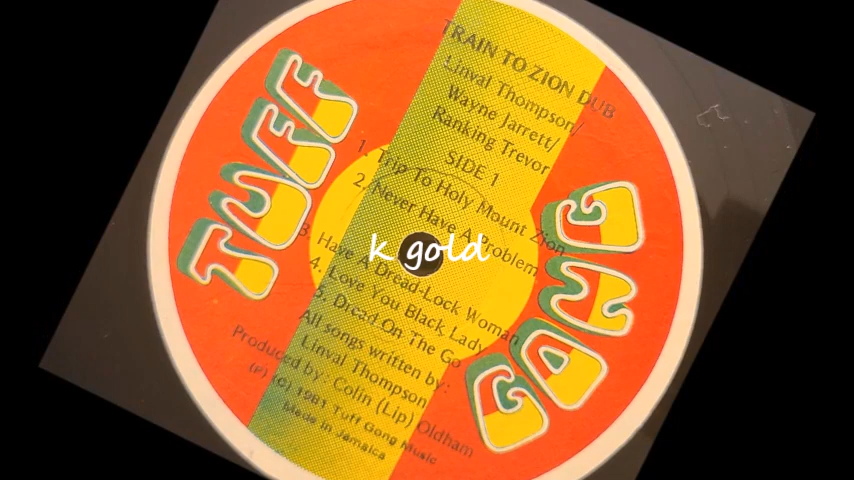 TUFF
GONG
TRAIN TO ZION DUB
Linval Thompson/
Wayne Jarrett/
Ranking Trevor
SIDE 1
1. Trip To Holy Mount Zion
2. Never Have A Problem
3. Have A Dread-Lock Woman
4. Love You Black Lady
5. Dread On The Go
All songs written by:
Linval Thompson
Produced by: Colin (Lip) Oldham
(P) (C) 1981 Tuff Gong Music
Made in Jamaica
k gold